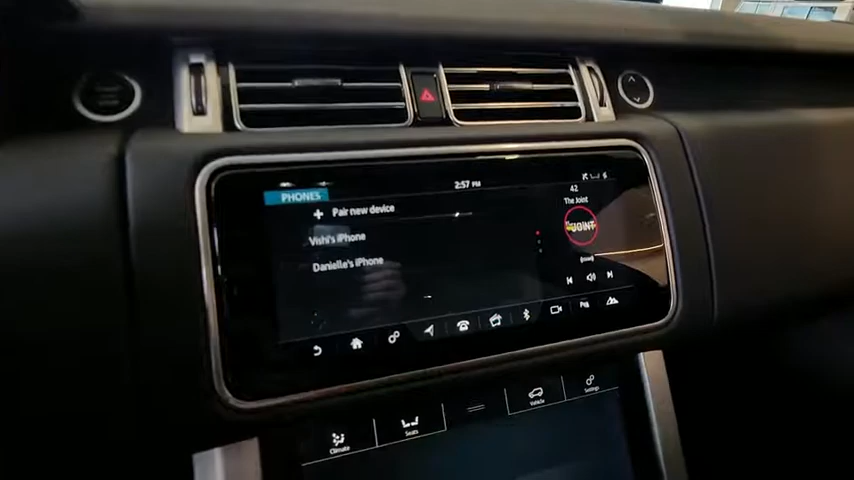 2:57 PM
PHONES
42
Pair new device
The Joint
JOINT
Vishi's iPhone
Danielle's iPhone
Climate
Seats
Vehicle
Settings